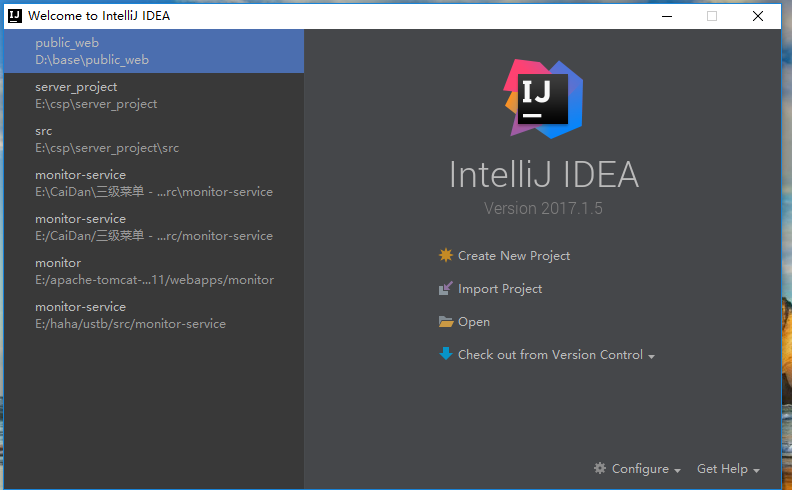 IJ Welcome to IntelliJ IDEA
public_web
D:\base\public_web
server_project
E:\csp\server_project
src
E:\csp\server_project\src
monitor-service
E:\CaiDan\三级菜单 - ...rc\monitor-service
monitor-service
E:/CaiDan/三级菜单 - ...rc/monitor-service
monitor
E:/apache-tomcat-...11/webapps/monitor
monitor-service
E:/haha/ustb/src/monitor-service
IJ
IntelliJ IDEA
Version 2017.1.5
Create New Project
Import Project
Open
Check out from Version Control
Configure Get Help